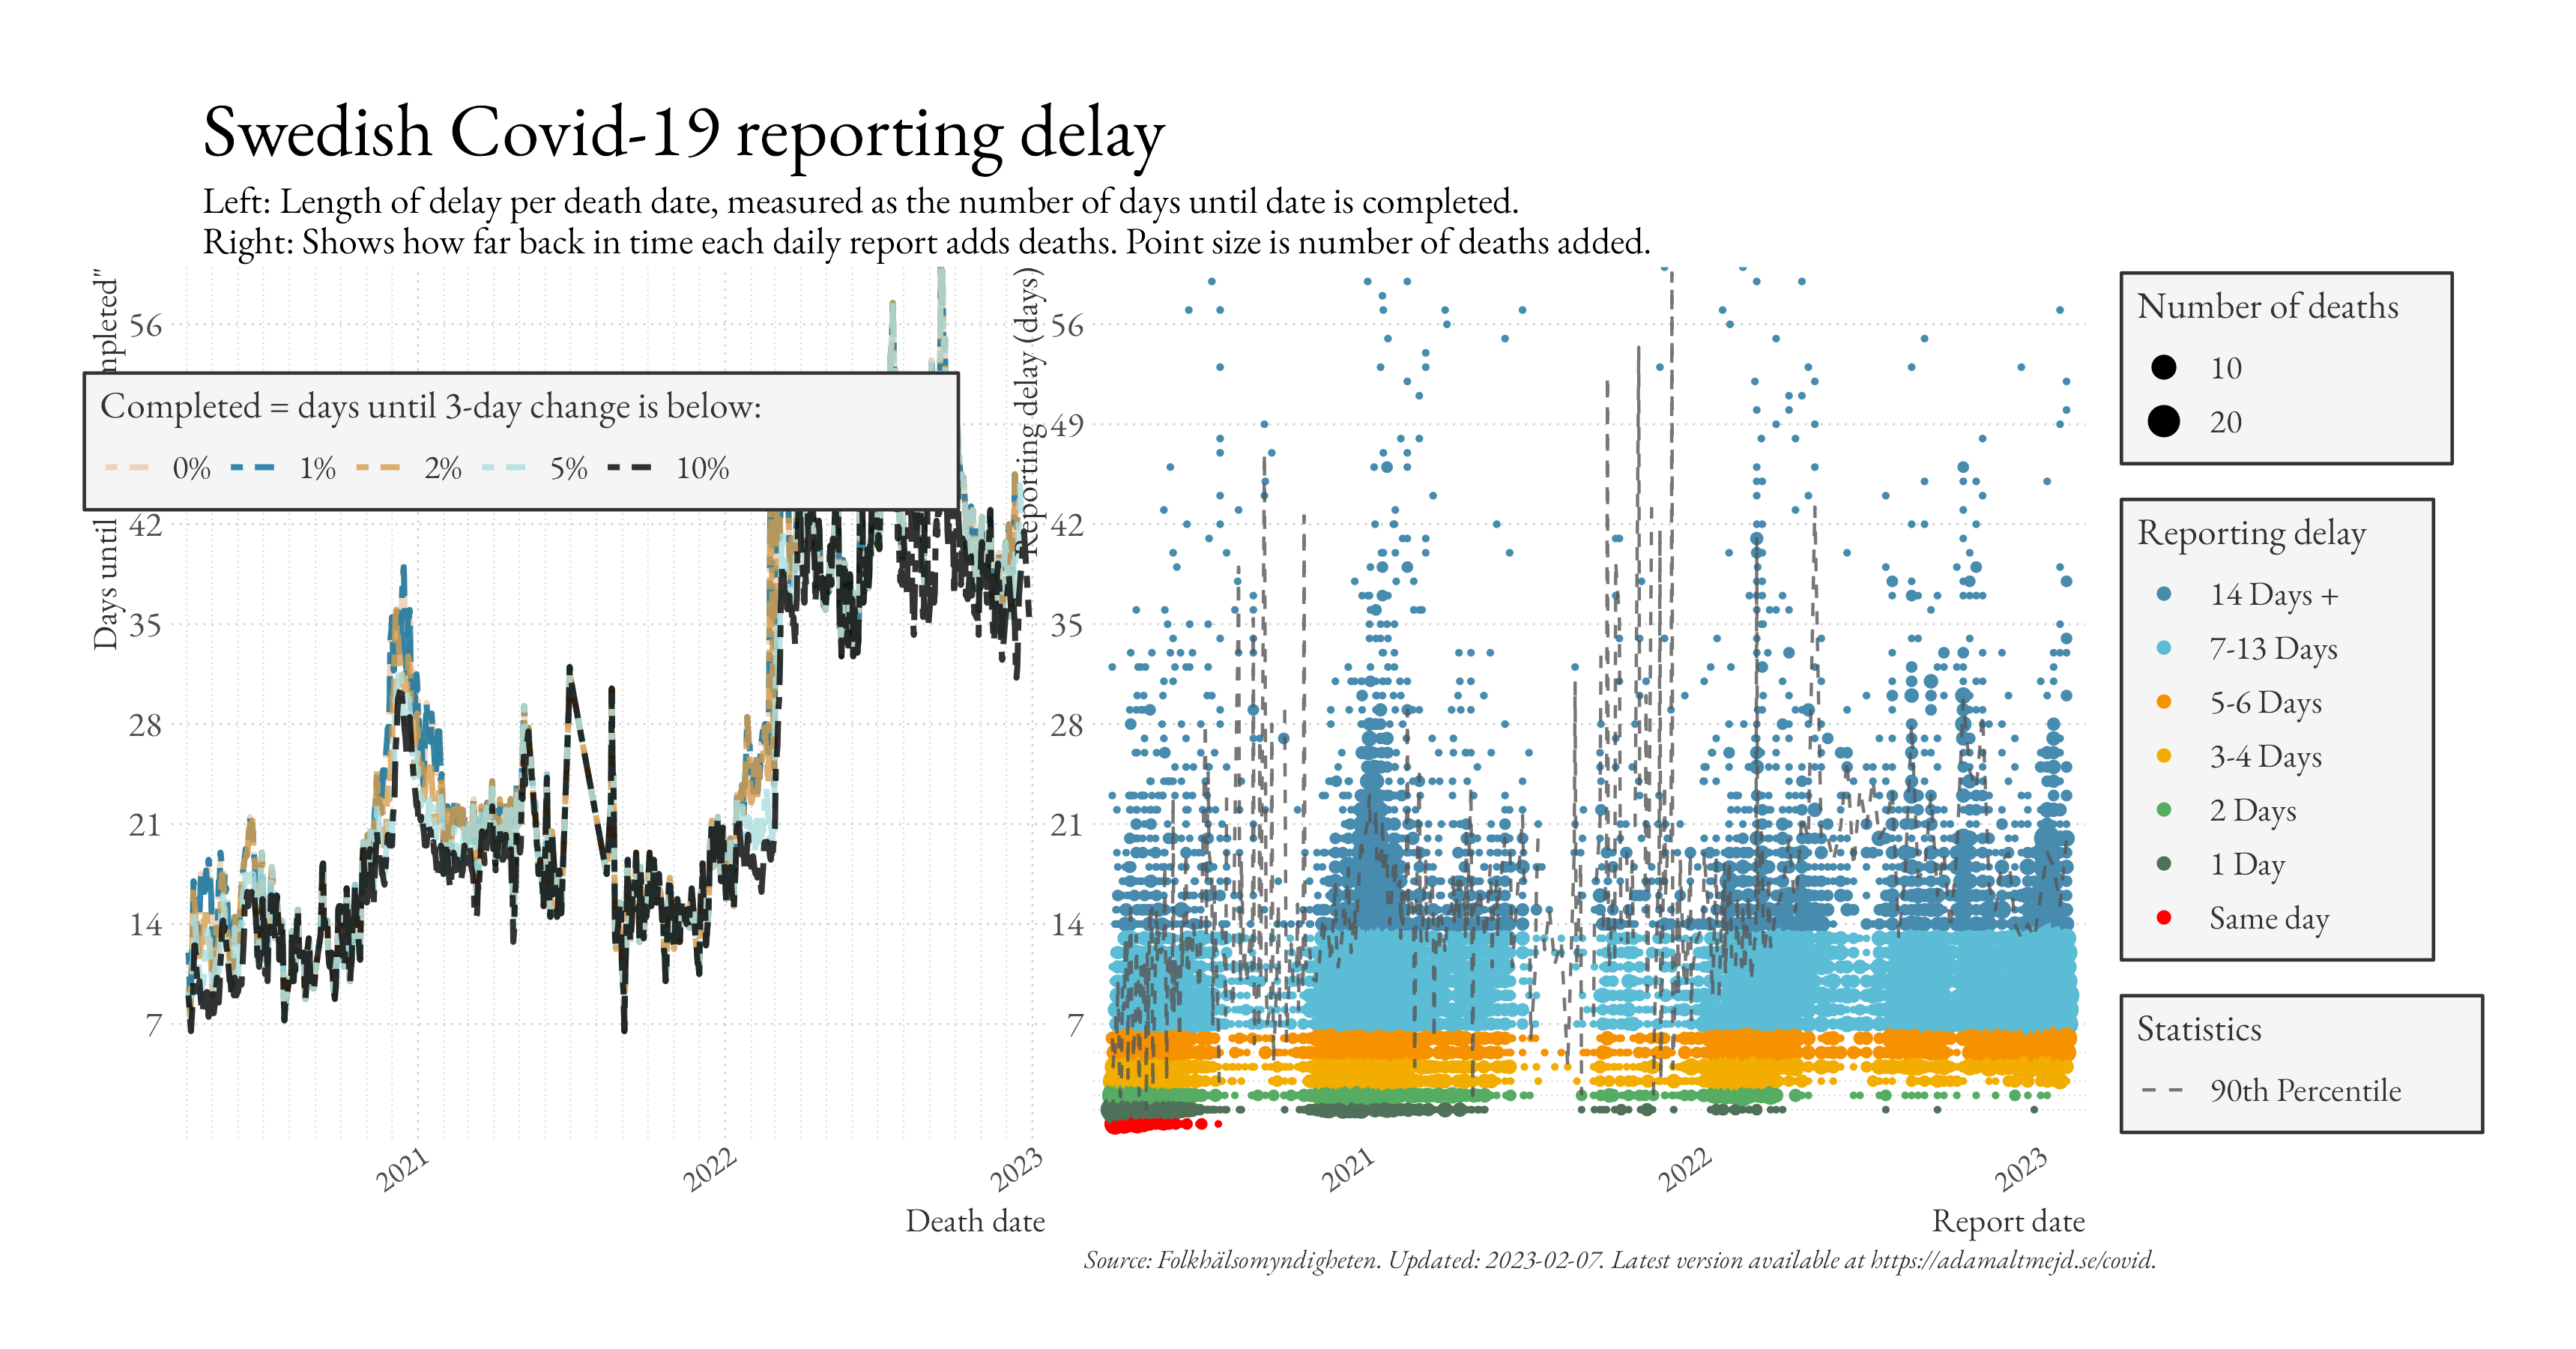 Swedish Covid-19 reporting delay
Left: Length of delay per death date, measured as the number of days until date is completed.
Right: Shows how far back in time each daily report adds deaths. Point size is number of deaths added.
Days until
mpleted"
56
42
35
28
21
14
7
Completed = days until 3-day change is below:
0% 1% 2% 5% 10%
2021 2022 2023
Death date
Reporting delay (days)
56
49
42
35
28
21
14
7
2021 2022 2023
Report date
Number of deaths
10
20
Reporting delay
14 Days +
7-13 Days
5-6 Days
3-4 Days
2 Days
1 Day
Same day
Statistics
90th Percentile
Source: Folkhälsomyndigheten. Updated: 2023-02-07. Latest version available at https://adamaltmejd.se/covid.